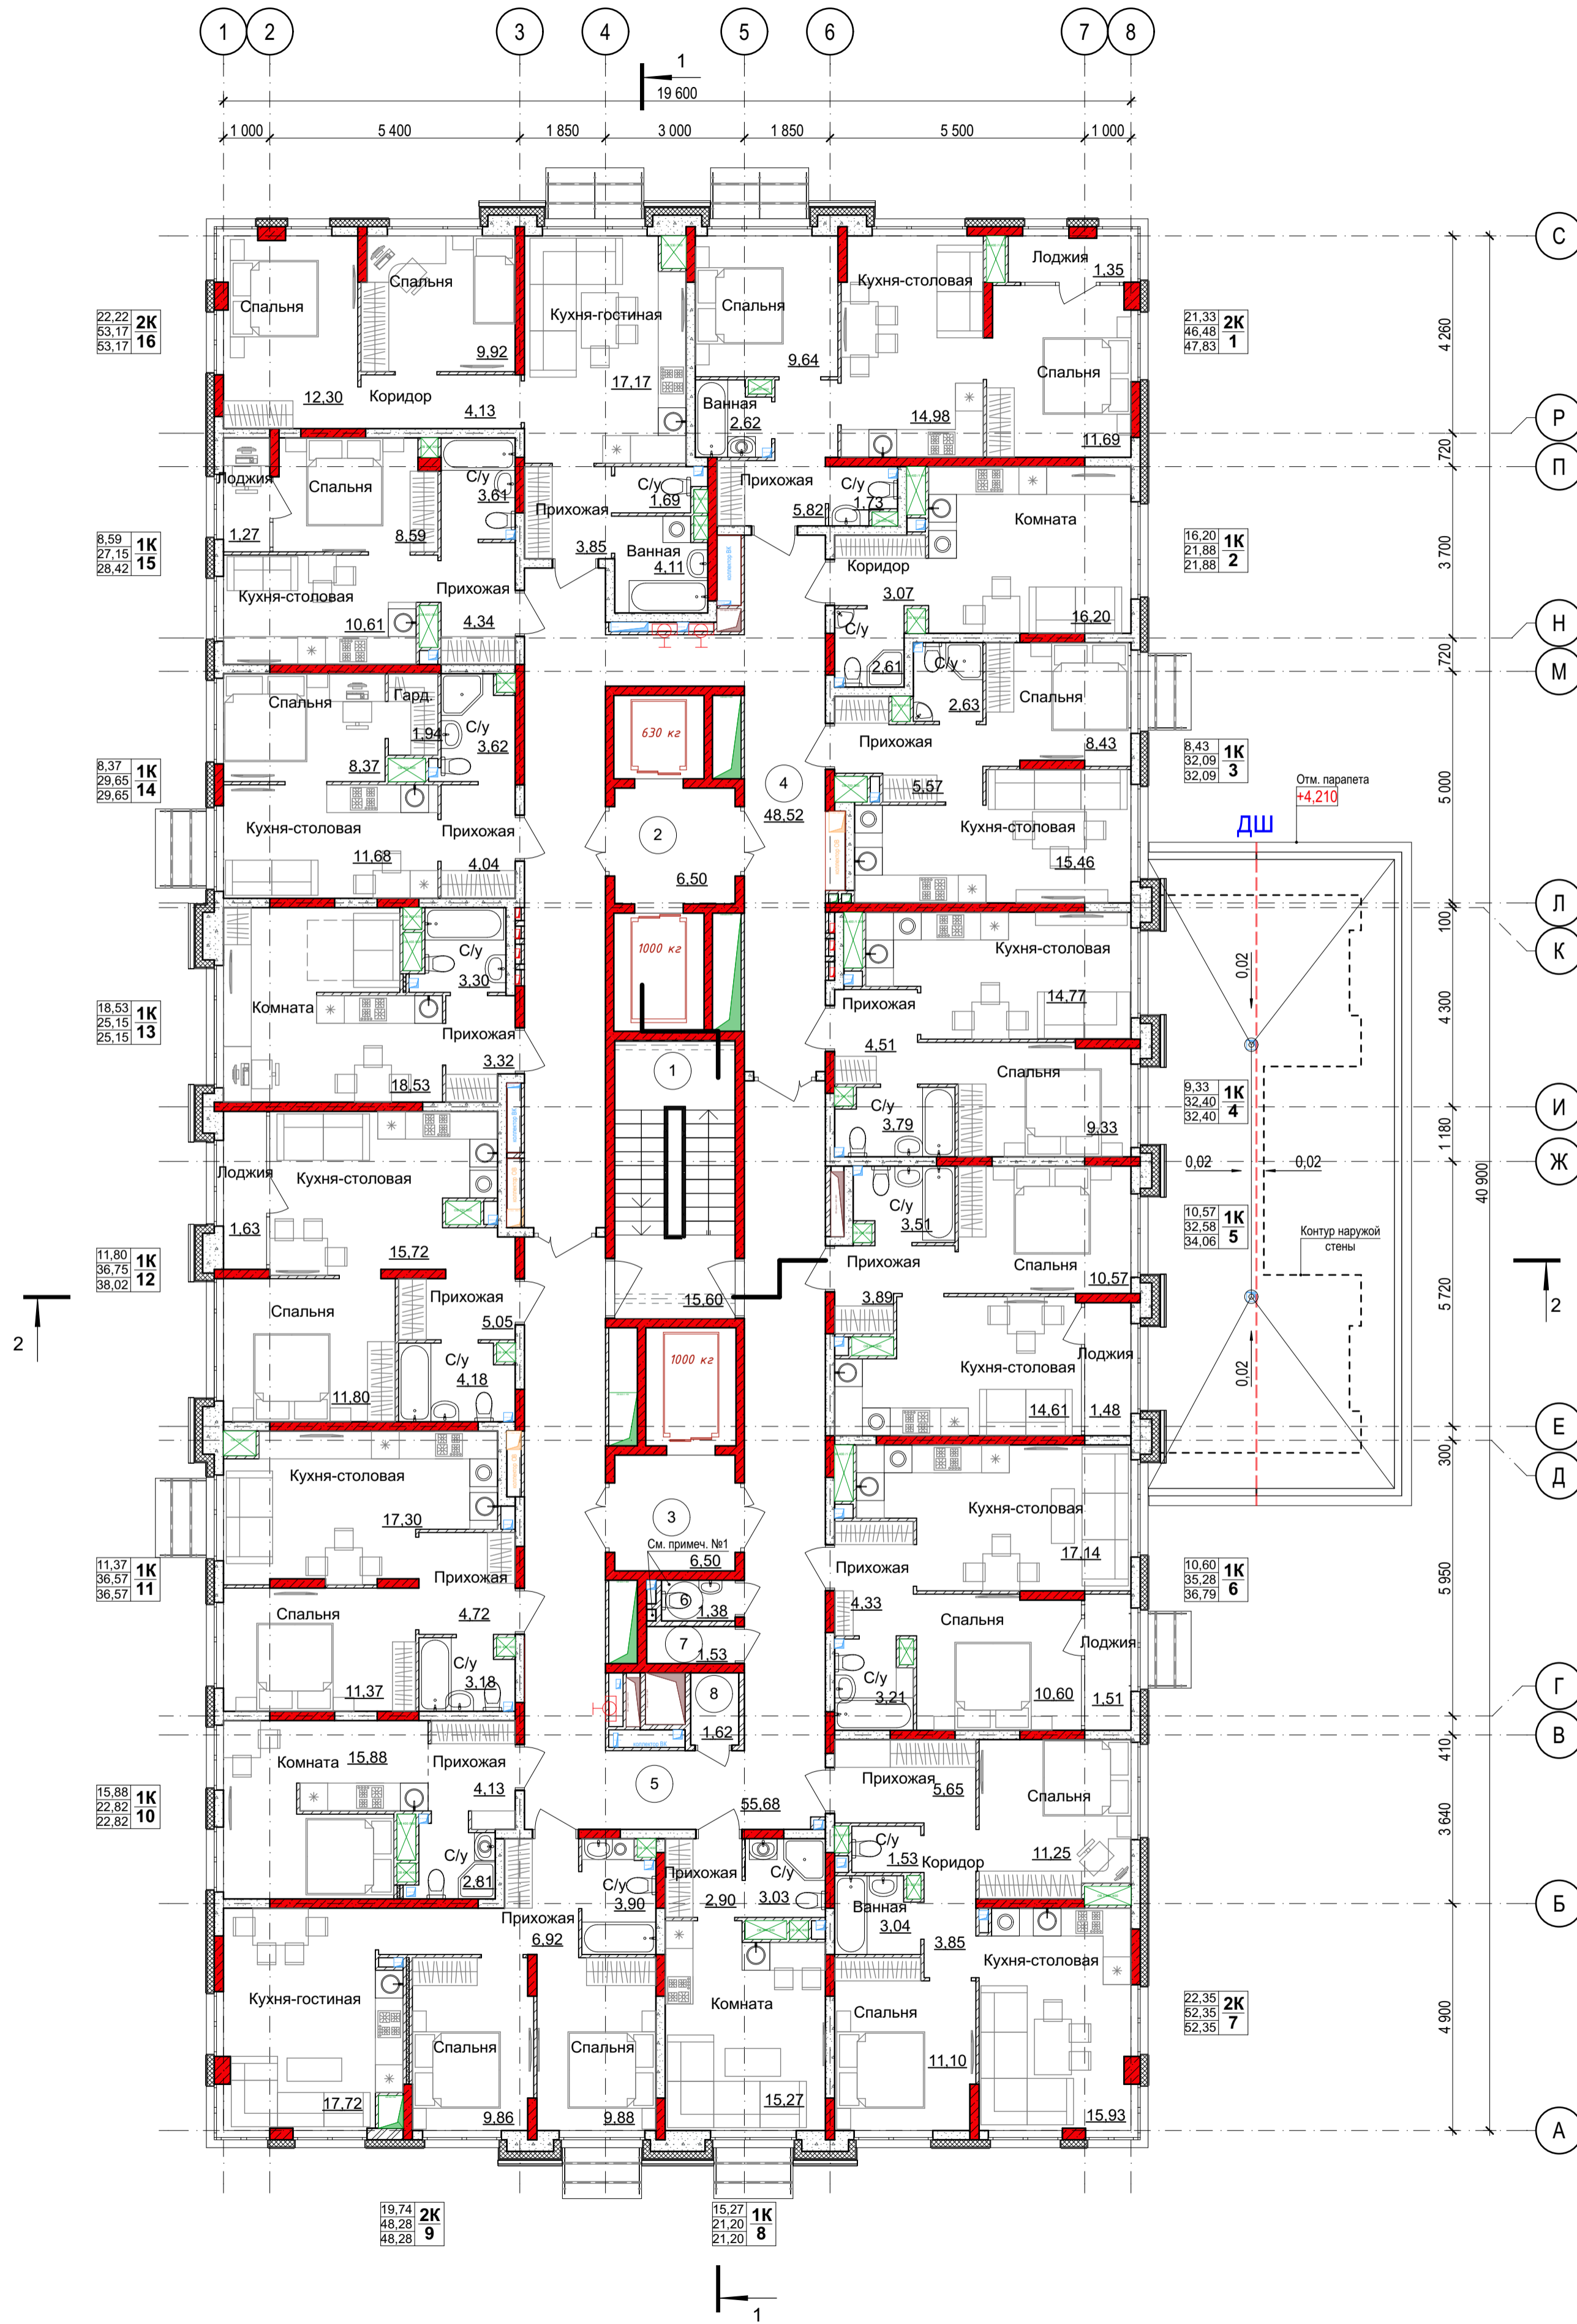 1 2 3 4 5 6 7 8
1
19 600
1 000 5 400 1 850 3 000 1 850 5 500 1 000
С
Р
П
Н
М
Л
К
И
Ж
Е
Д
Г
В
Б
А
4 260
720
3 700
720
5 000
100
4 300
1 180
5 720
300
5 950
410
3 640
4 900
40 900
22,22
53,17
53,17
2К
16
Спальня
12,30
Спальня
9,92
Коридор
4,13
Кухня-гостиная
17,17
С/у
1,69
Прихожая
3,85
Ванная
4,11
21,33
46,48
47,83
2К
1
Спальня
9,64
Кухня-столовая
14,98
Лоджия
1,35
Спальня
11,69
Ванная
2,62
Прихожая
5,82
С/у
1,73
8,59
27,15
28,42
1К
15
Лоджия
1,27
Спальня
8,59
С/у
3,61
Кухня-столовая
10,61
Прихожая
4,34
16,20
21,88
21,88
1К
2
Комната
16,20
Коридор
3,07
С/у
2,61
коллектор ВК
8,37
29,65
29,65
1К
14
Спальня
8,37
Гард.
1,94
С/у
3,62
Кухня-столовая
11,68
Прихожая
4,04
8,43
32,09
32,09
1К
3
С/у
2,63
Спальня
8,43
Прихожая
5,57
Кухня-столовая
15,46
630 кг
2
6,50
4
48,52
1000 кг
Отм. парапета
+4,210
ДШ
0,02
0,02
0,02
0,02
Контур наружой
стены
18,53
25,15
25,15
1К
13
Комната
18,53
С/у
3,30
Прихожая
3,32
9,33
32,40
32,40
1К
4
Кухня-столовая
14,77
Прихожая
4,51
Спальня
9,33
С/у
3,79
1
15,60
коллектор ВК
11,80
36,75
38,02
1К
12
Лоджия
1,63
Кухня-столовая
15,72
Спальня
11,80
Прихожая
5,05
С/у
4,18
10,57
32,58
34,06
1К
5
С/у
3,51
Прихожая
3,89
Спальня
10,57
Кухня-столовая
14,61
Лоджия
1,48
2
2
1000 кг
3
См. примеч. №1
6,50
6
1,38
7
1,53
8
1,62
коллектор ВК
5
55,68
11,37
36,57
36,57
1К
11
Кухня-столовая
17,30
Прихожая
4,72
Спальня
11,37
С/у
3,18
10,60
35,28
36,79
1К
6
Кухня-столовая
17,14
Прихожая
4,33
Спальня
10,60
Лоджия
1,51
С/у
3,21
15,88
22,82
22,82
1К
10
Комната
15,88
Прихожая
4,13
С/у
2,81
22,35
52,35
52,35
2К
7
Прихожая
5,65
Спальня
11,25
С/у
1,53
Коридор
3,85
Ванная
3,04
Кухня-столовая
15,93
Спальня
11,10
19,74
48,28
48,28
2К
9
Кухня-гостиная
17,72
Прихожая
6,92
С/у
3,90
Спальня
9,86
Спальня
9,88
15,27
21,20
21,20
1К
8
Прихожая
2,90
С/у
3,03
Комната
15,27
1